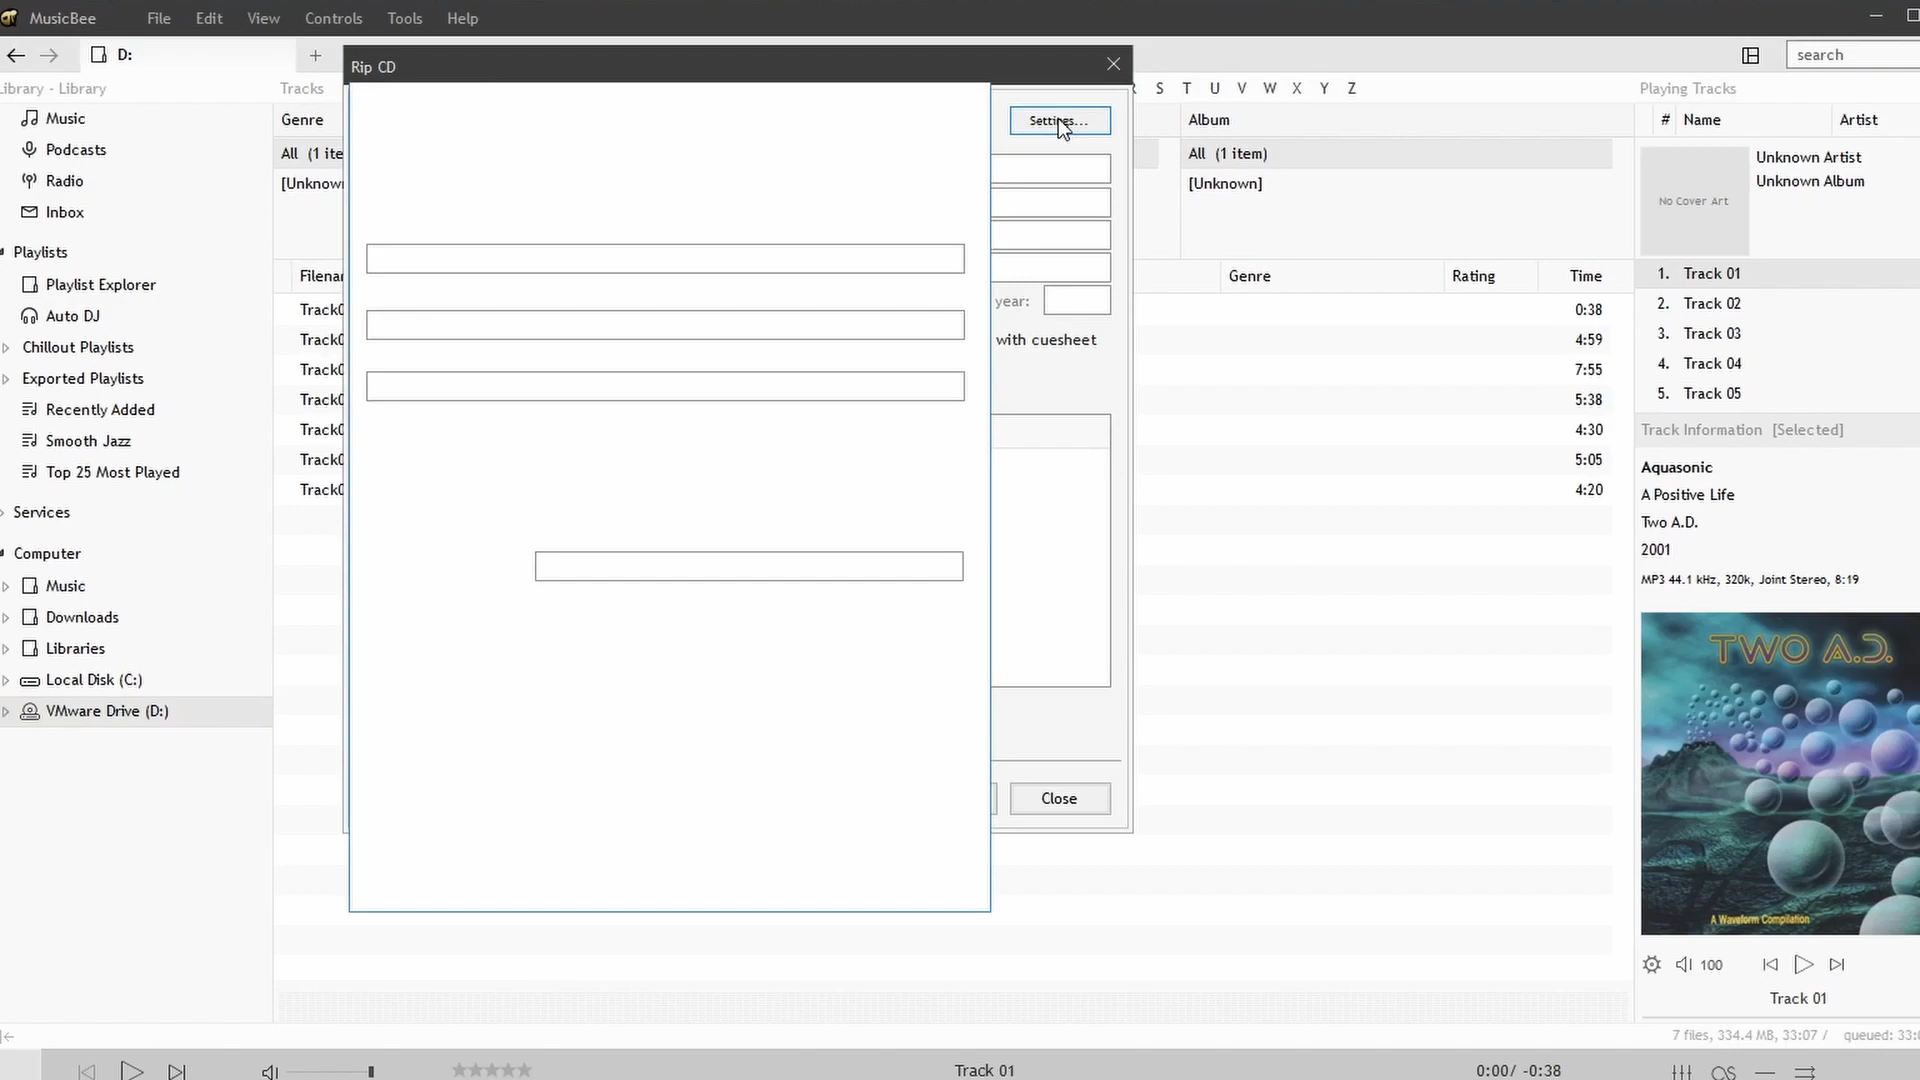 MusicBee File Edit View Controls Tools Help
D:
search
Library - Library
Music
Podcasts
Radio
Inbox
Playlists
Playlist Explorer
Auto DJ
Chillout Playlists
Exported Playlists
Recently Added
Smooth Jazz
Top 25 Most Played
Services
Computer
Music
Downloads
Libraries
Local Disk (C:)
VMware Drive (D:)
Tracks
Genre
All (1 ite
[Unknow
Rip CD
Settings...
year:
with cuesheet
Close
S T U V W X Y Z
Album
All (1 item)
[Unknown]
Filena Genre Rating Time
Track0 0:38
Track0 4:59
Track0 7:55
Track0 5:38
Track0 4:30
Track0 5:05
Track0 4:20
Playing Tracks
# Name Artist
No Cover Art
Unknown Artist
Unknown Album
1. Track 01
2. Track 02
3. Track 03
4. Track 04
5. Track 05
Track Information [Selected]
Aquasonic
A Positive Life
Two A.D.
2001
MP3 44.1 kHz, 320k, Joint Stereo, 8:19
TWO A.D.
A Waveform Compilation
100
Track 01
7 files, 334.4 MB, 33:07 / queued: 33:0
Track 01
0:00/ -0:38